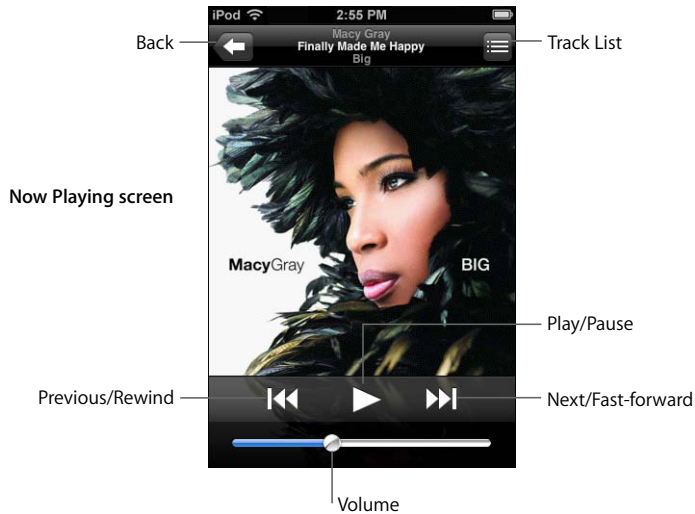 iPod 2:55 PM
Macy Gray
Back
Finally Made Me Happy
Track List
Big
Now Playing screen
MacyGray BIG
Play/Pause
Previous/Rewind
Next/Fast-forward
Volume